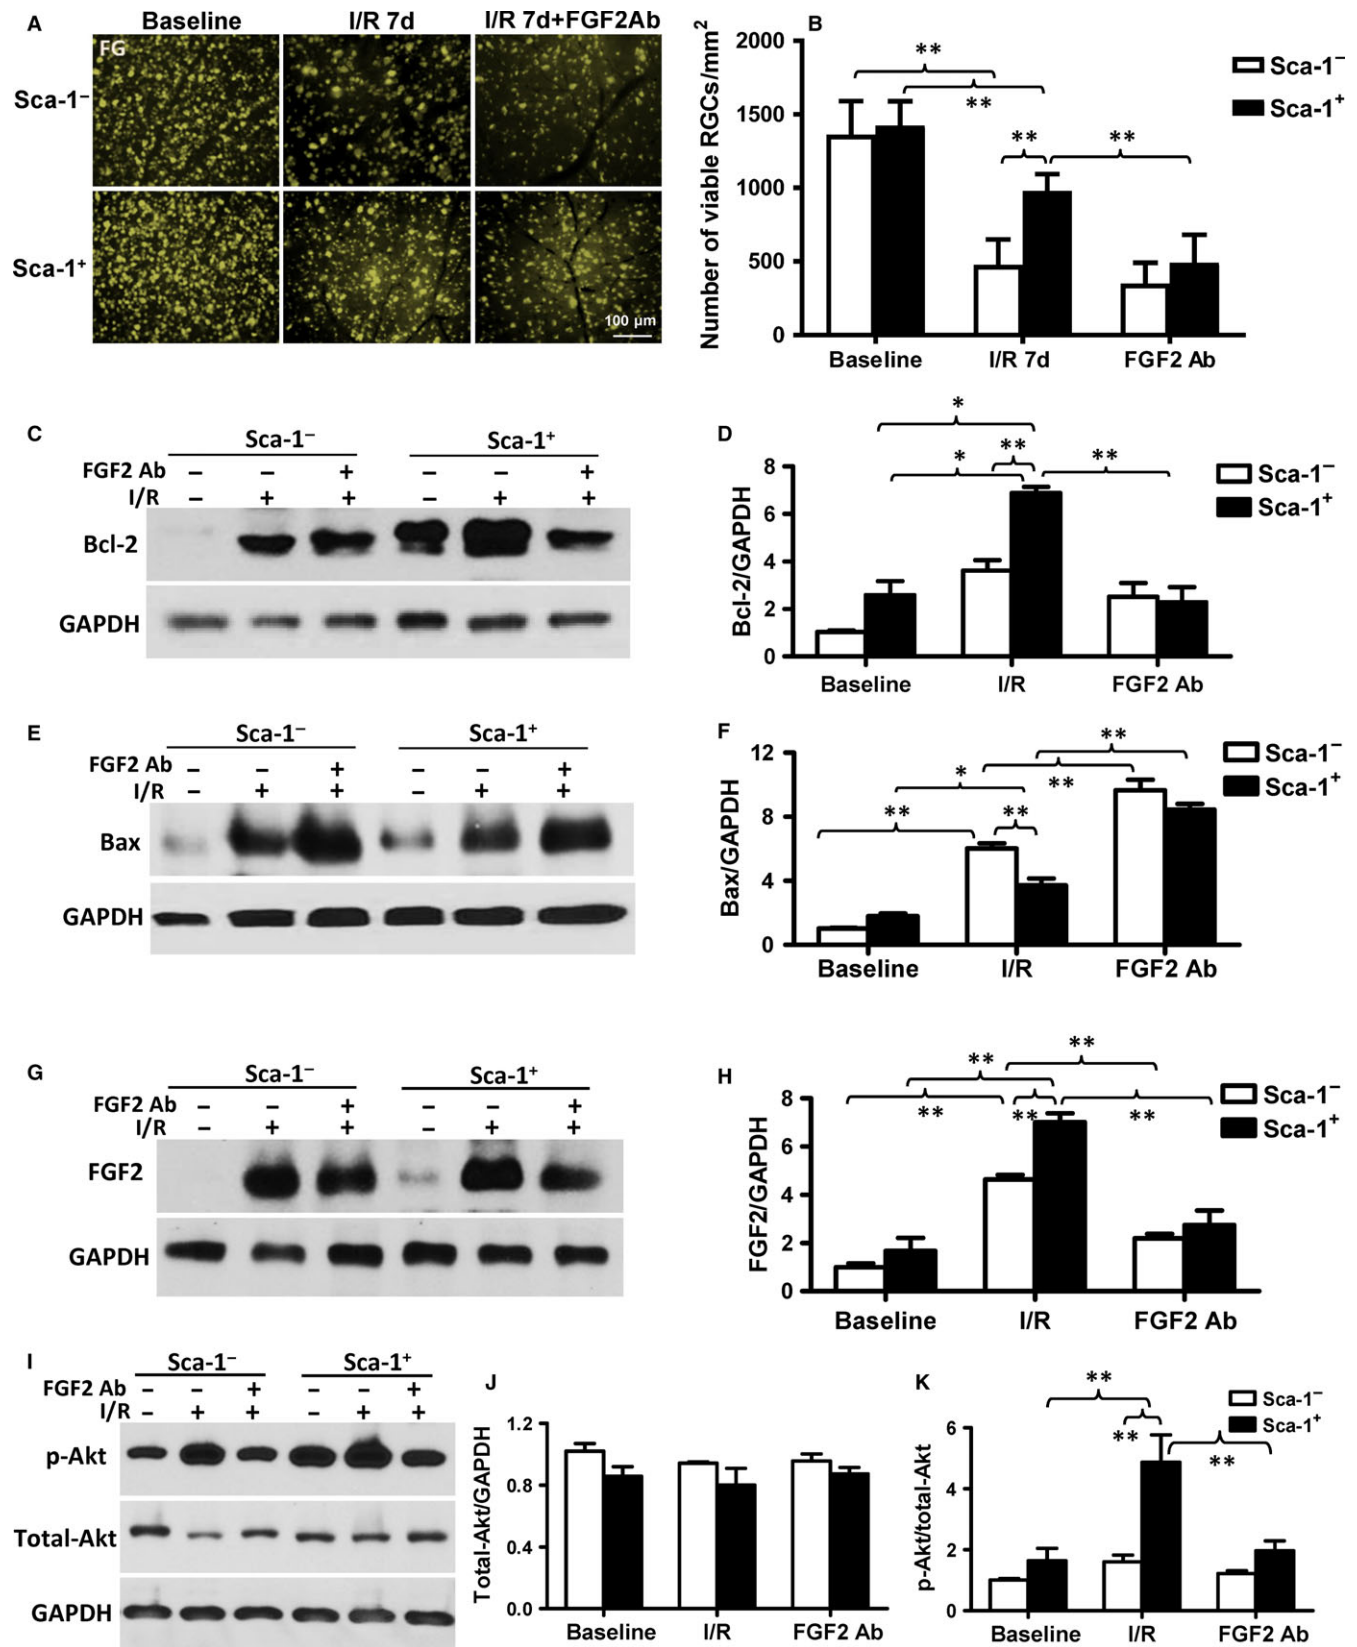 A
Baseline
I/R 7d
I/R 7d+FGF2Ab
FG
Sca-1⁻
Sca-1⁺
100 µm
B
Number of viable RGCs/mm²
2000
1500
1000
500
0
**
**
**
**
Baseline
I/R 7d
FGF2 Ab
Sca-1⁻
Sca-1⁺
C
Sca-1⁻
Sca-1⁺
FGF2 Ab – – + – – +
I/R – + + – + +
Bcl-2
GAPDH
D
Bcl-2/GAPDH
8
6
4
2
0
*
*
**
**
Baseline
I/R
FGF2 Ab
Sca-1⁻
Sca-1⁺
E
Sca-1⁻
Sca-1⁺
FGF2 Ab – – + – – +
I/R – + + – + +
Bax
GAPDH
F
Bax/GAPDH
12
8
4
0
**
*
**
**
**
Baseline
I/R
FGF2 Ab
Sca-1⁻
Sca-1⁺
G
Sca-1⁻
Sca-1⁺
FGF2 Ab – – + – – +
I/R – + + – + +
FGF2
GAPDH
H
FGF2/GAPDH
8
6
4
2
0
**
**
**
**
**
Baseline
I/R
FGF2 Ab
Sca-1⁻
Sca-1⁺
I
Sca-1⁻
Sca-1⁺
FGF2 Ab – – + – – +
I/R – + + – + +
p-Akt
Total-Akt
GAPDH
J
Total-Akt/GAPDH
1.2
0.8
0.4
0.0
Baseline
I/R
FGF2 Ab
K
p-Akt/total-Akt
6
4
2
0
**
**
**
Baseline
I/R
FGF2 Ab
Sca-1⁻
Sca-1⁺